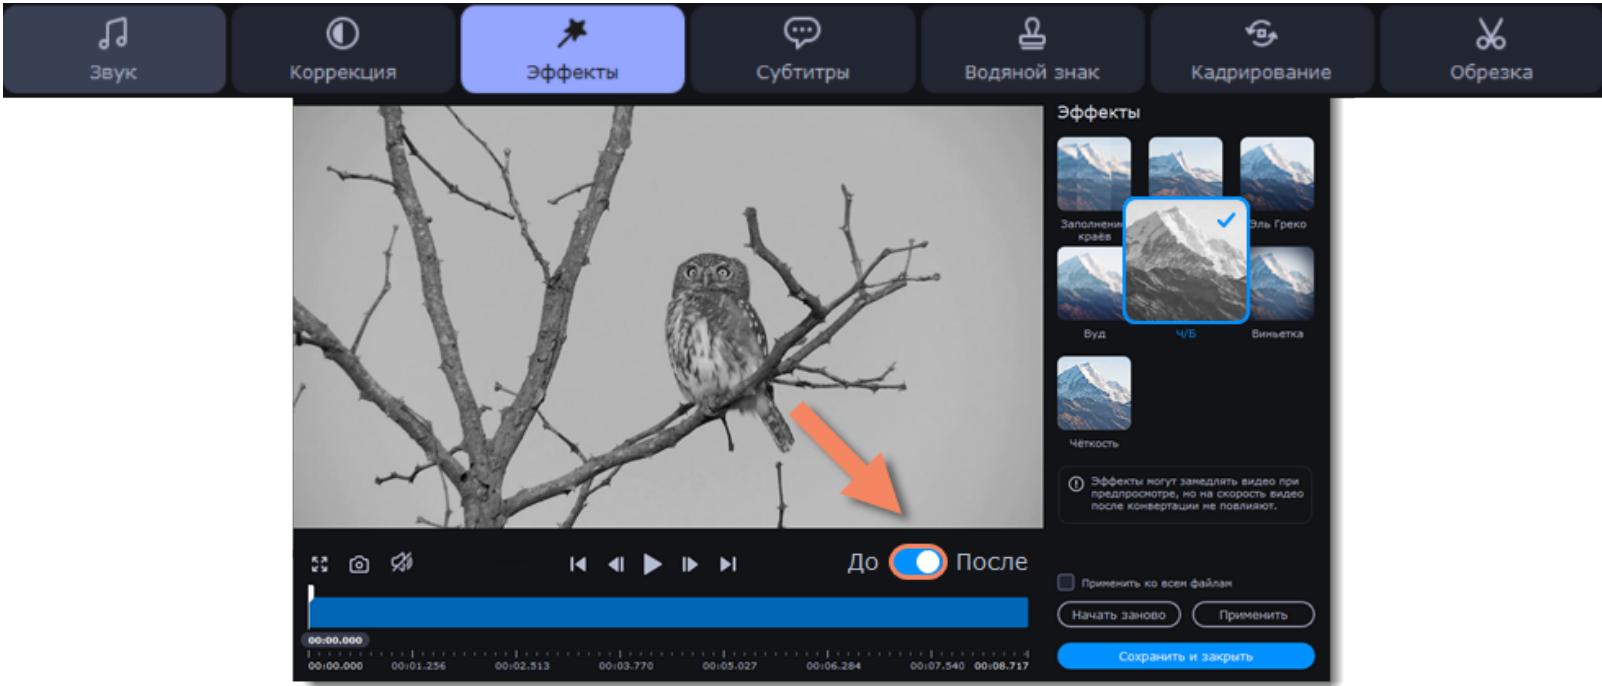 Звук
Коррекция
Эффекты
Субтитры
Водяной знак
Кадрирование
Обрезка
Эффекты
Заполнение
краёв
Эль Греко
Вуд
Ч/Б
Виньетка
Чёткость
Эффекты могут замедлять видео при
предпросмотре, но на скорость видео
после конвертации не повлияют.
До
После
Применить ко всем файлам
Начать заново
Применить
Сохранить и закрыть
00:00.000
00:00.000
00:01.256
00:02.513
00:03.770
00:05.027
00:06.284
00:07.540
00:08.717